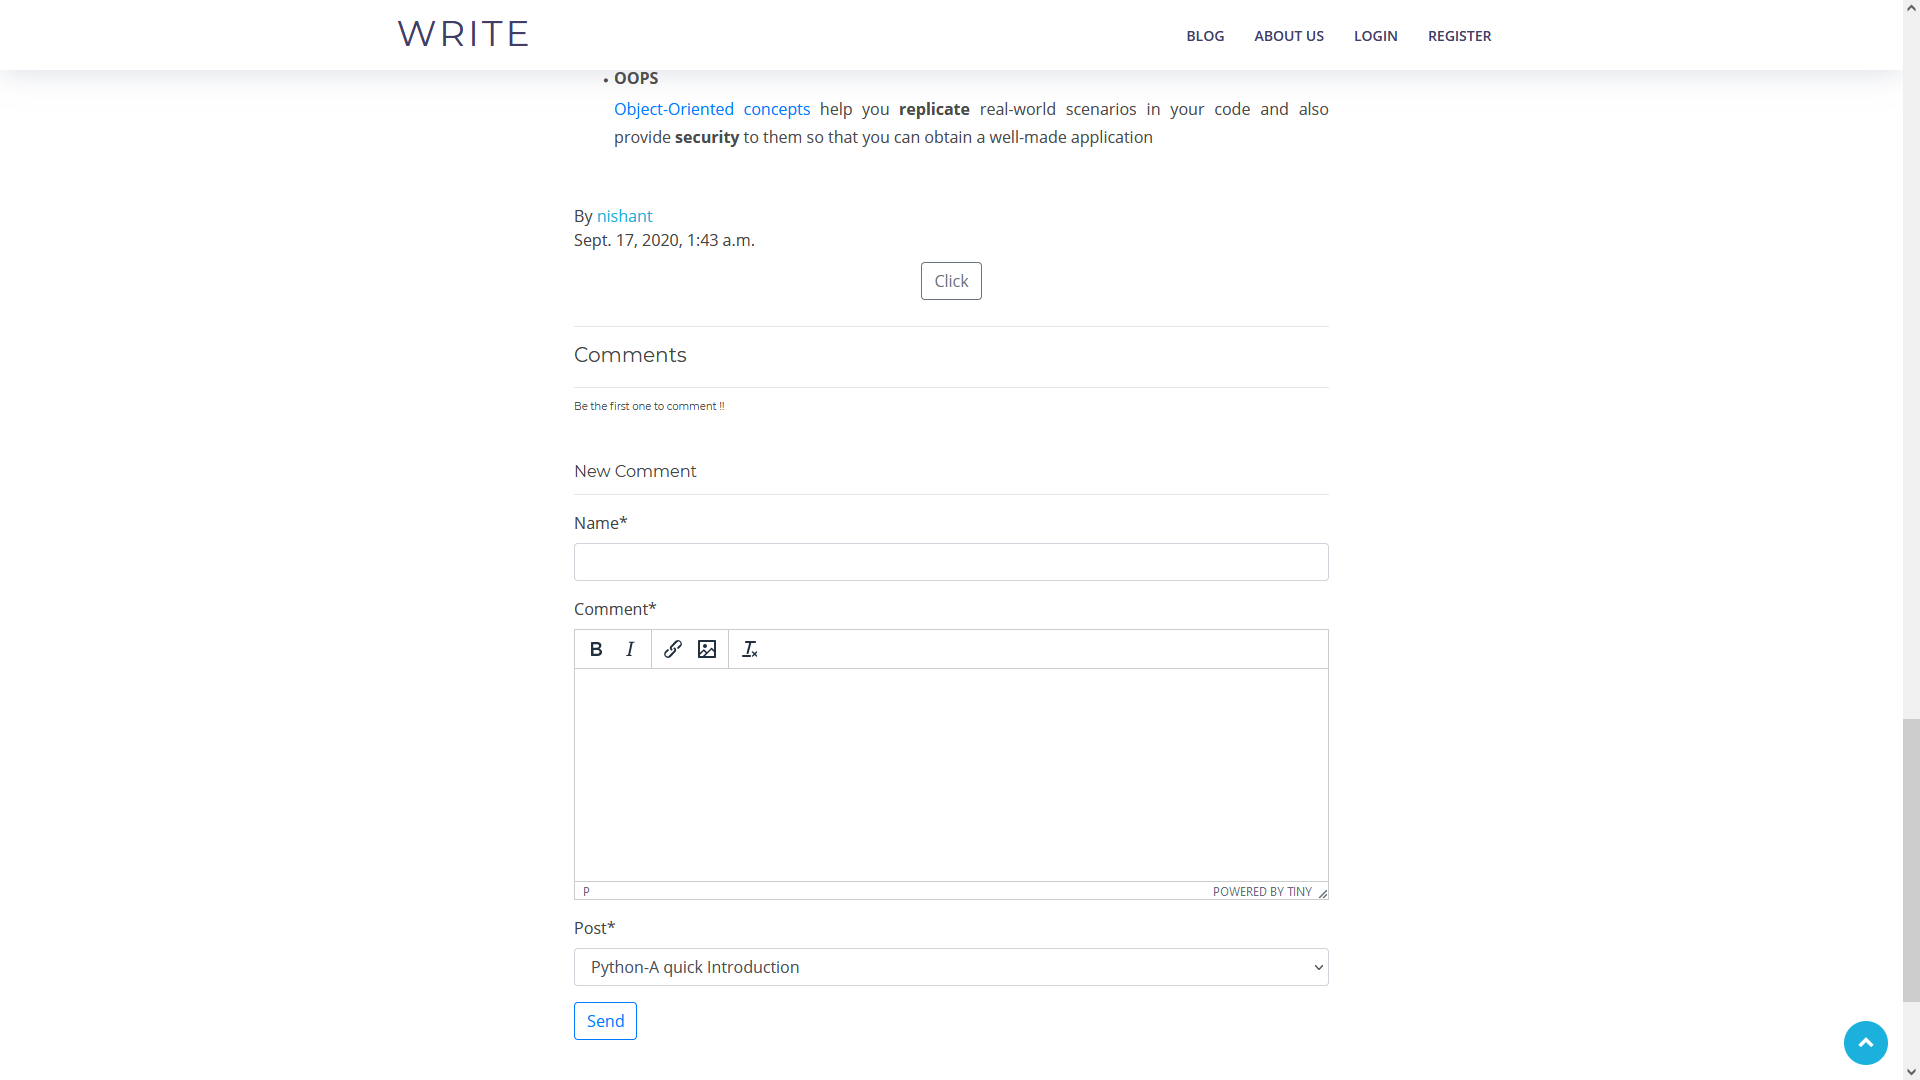 WRITE
BLOG ABOUT US LOGIN REGISTER
OOPS
Object-Oriented concepts help you replicate real-world scenarios in your code and also
provide security to them so that you can obtain a well-made application
By nishant
Sept. 17, 2020, 1:43 a.m.
Click
Comments
Be the first one to comment !!
New Comment
Name*
Comment*
P
POWERED BY TINY
Post*
Python-A quick Introduction
Send